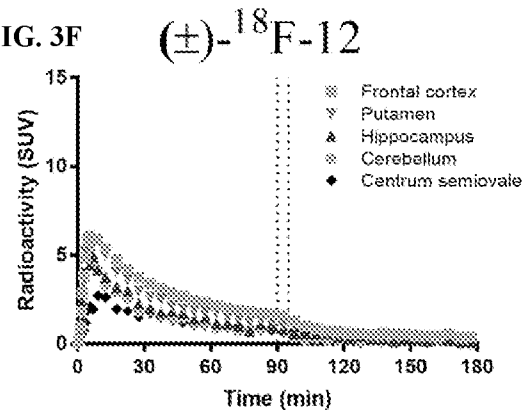 IG. 3F (±)-¹⁸F-12
15
10
5
0
Radioactivity (SUV)
Frontal cortex
Putamen
Hippocampus
Cerebellum
Centrum semiovale
0 30 60 90 120 150 180
Time (min)